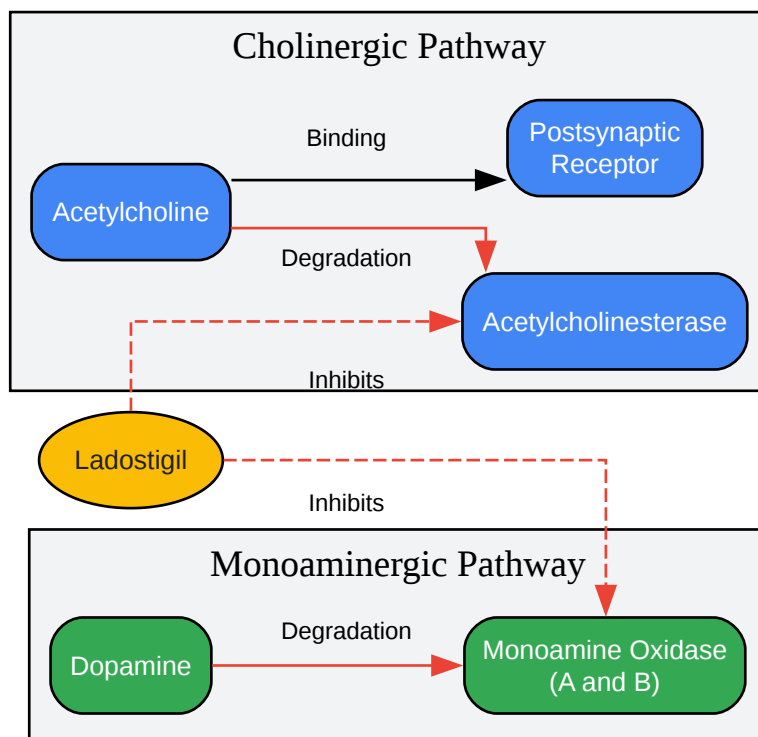 Cholinergic Pathway
Binding
Postsynaptic
Receptor
Acetylcholine
Degradation
Acetylcholinesterase
Inhibits
Ladostigil
Inhibits
Monoaminergic Pathway
Degradation
Dopamine
Monoamine Oxidase
(A and B)